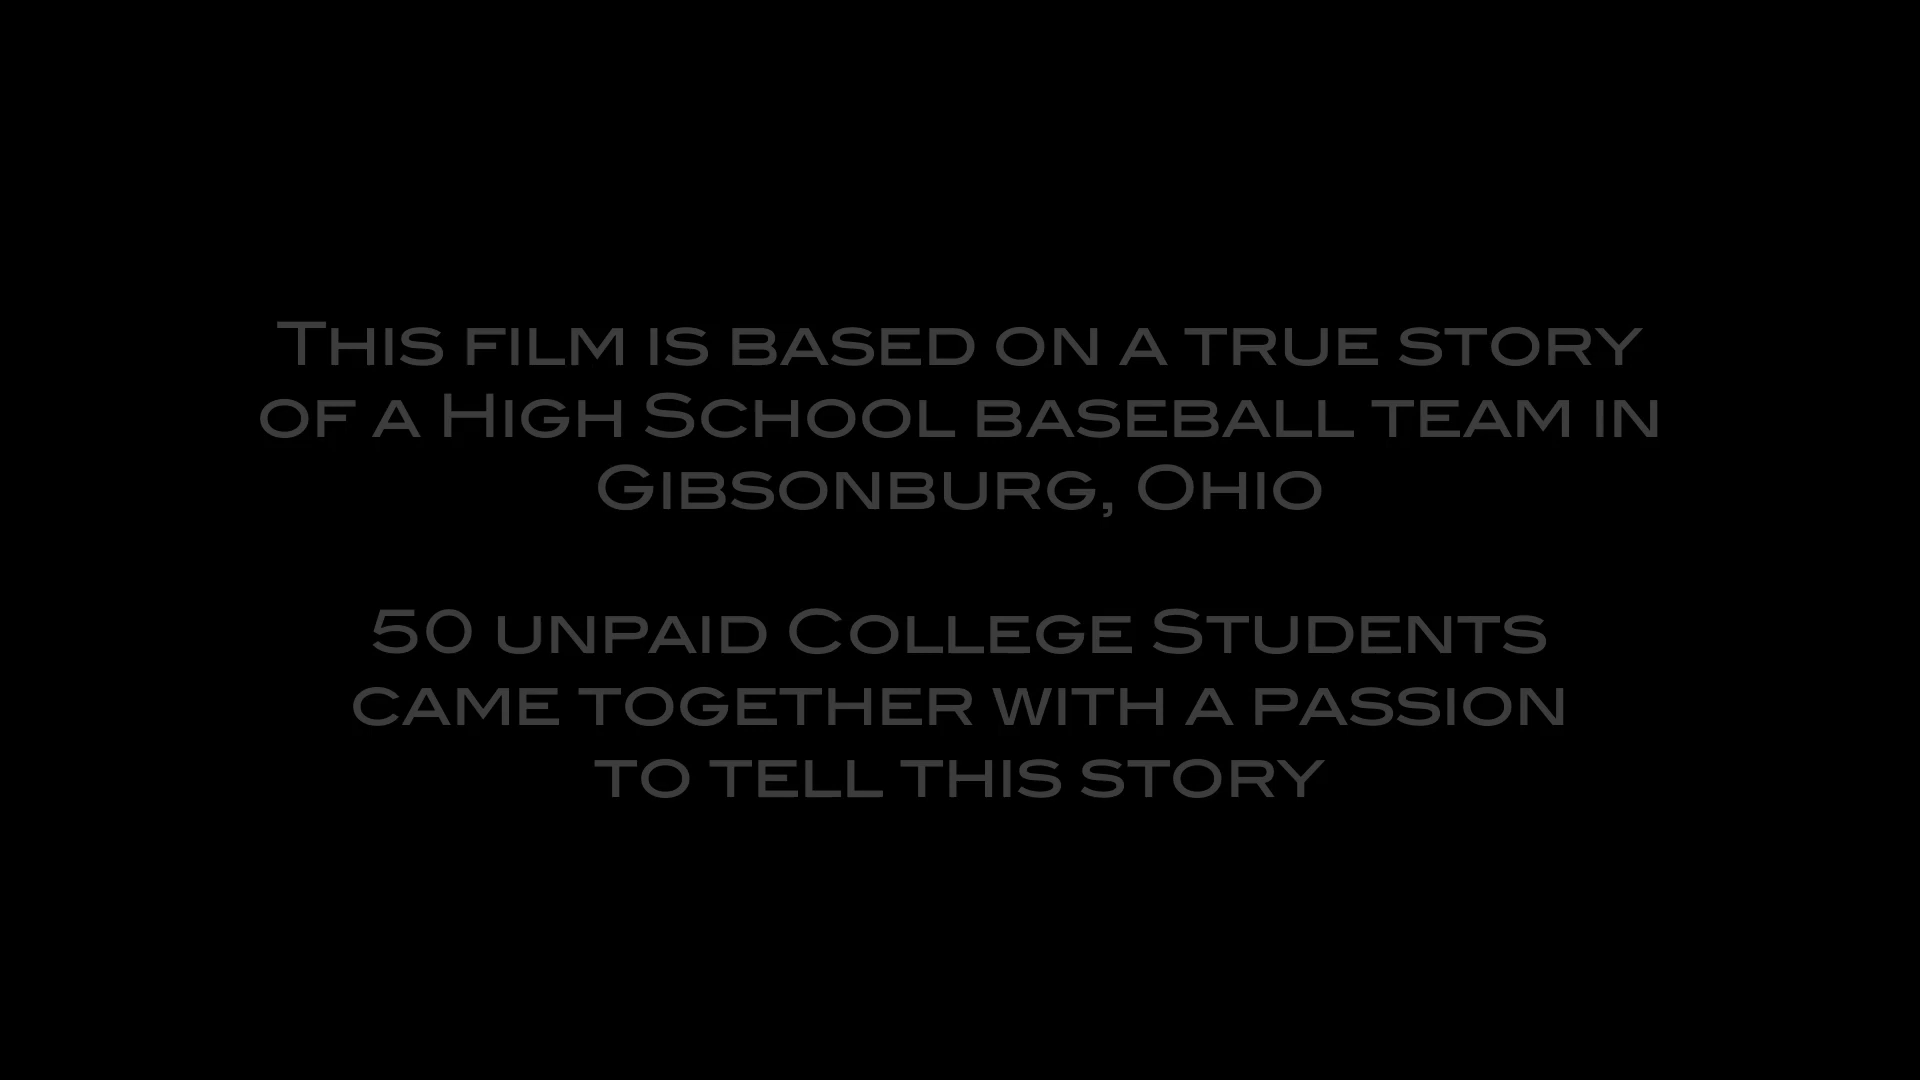 This film is based on a true story
of a High School baseball team in
Gibsonburg, Ohio
50 unpaid College Students
came together with a passion
to tell this story